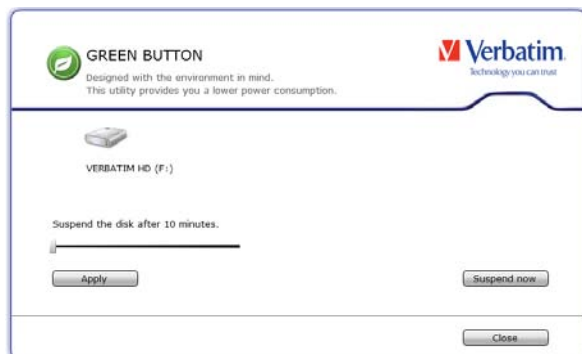 GREEN BUTTON
Designed with the environment in mind.
This utility provides you a lower power consumption.
Verbatim.
Technology you can trust
VERBATIM HD (F:)
Suspend the disk after 10 minutes.
Apply
Suspend now
Close